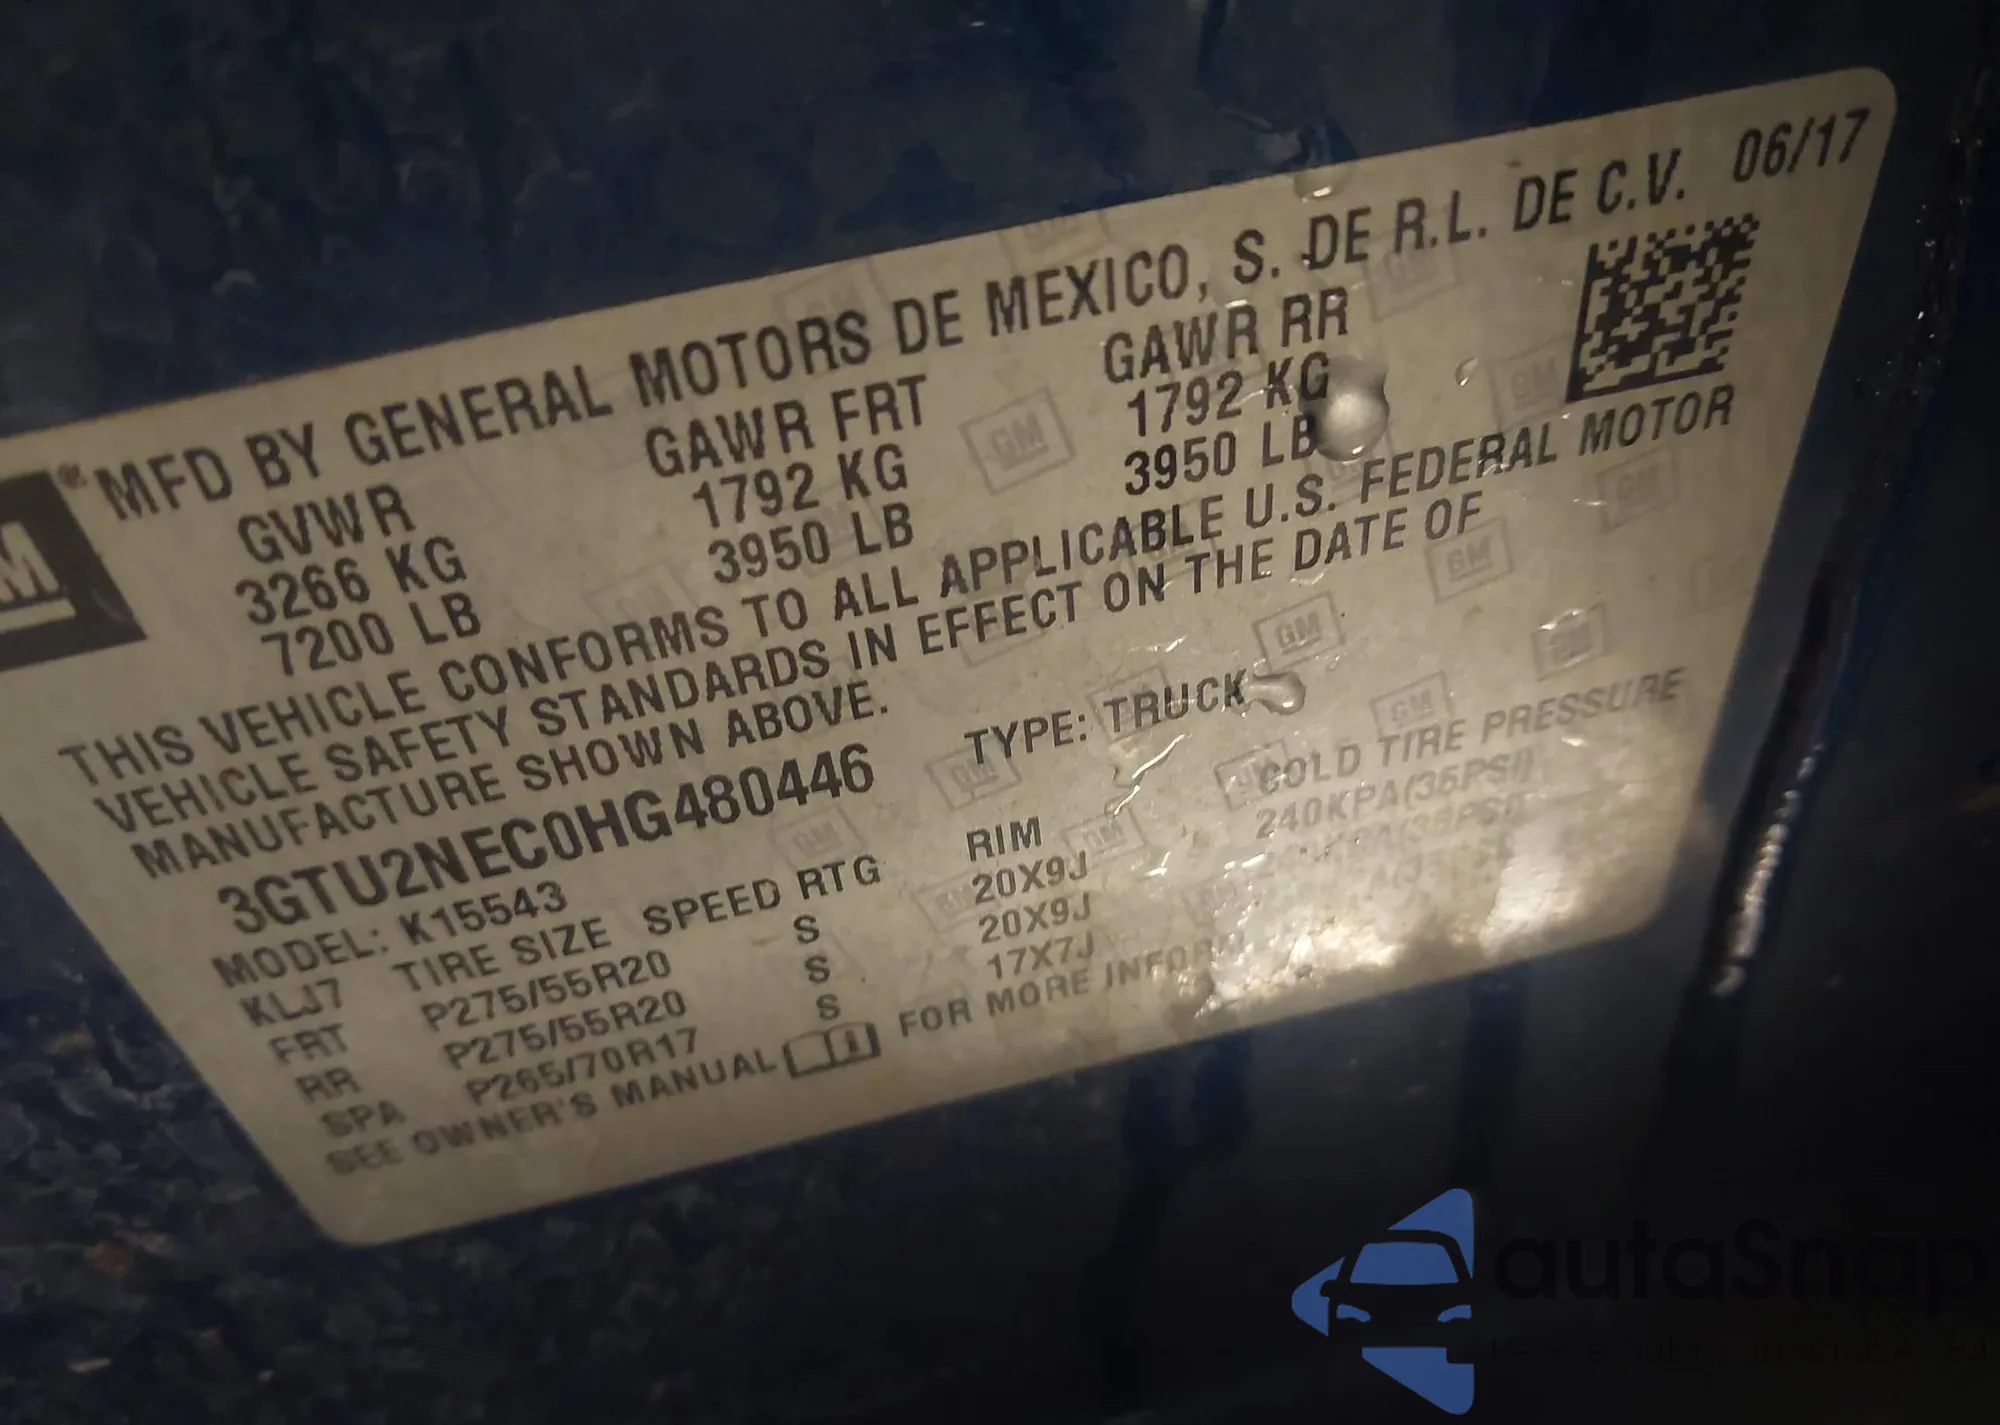 MFD BY GENERAL MOTORS DE MEXICO, S. DE R.L. DE C.V. 06/17
GVWR GAWR FRT GAWR RR
3266 KG 1792 KG 1792 KG
7200 LB 3950 LB 3950 LB
THIS VEHICLE CONFORMS TO ALL APPLICABLE U.S. FEDERAL MOTOR
VEHICLE SAFETY STANDARDS IN EFFECT ON THE DATE OF
MANUFACTURE SHOWN ABOVE.
3GTU2NEC0HG480446 TYPE: TRUCK
MODEL: K15543
KLJ7 TIRE SIZE SPEED RTG RIM COLD TIRE PRESSURE
FRT P275/55R20 S 20X9J 240KPA(35PSI)
RR P275/55R20 S 20X9J
SPA P265/70R17 S 17X7J
SEE OWNER'S MANUAL FOR MORE
autaSnap